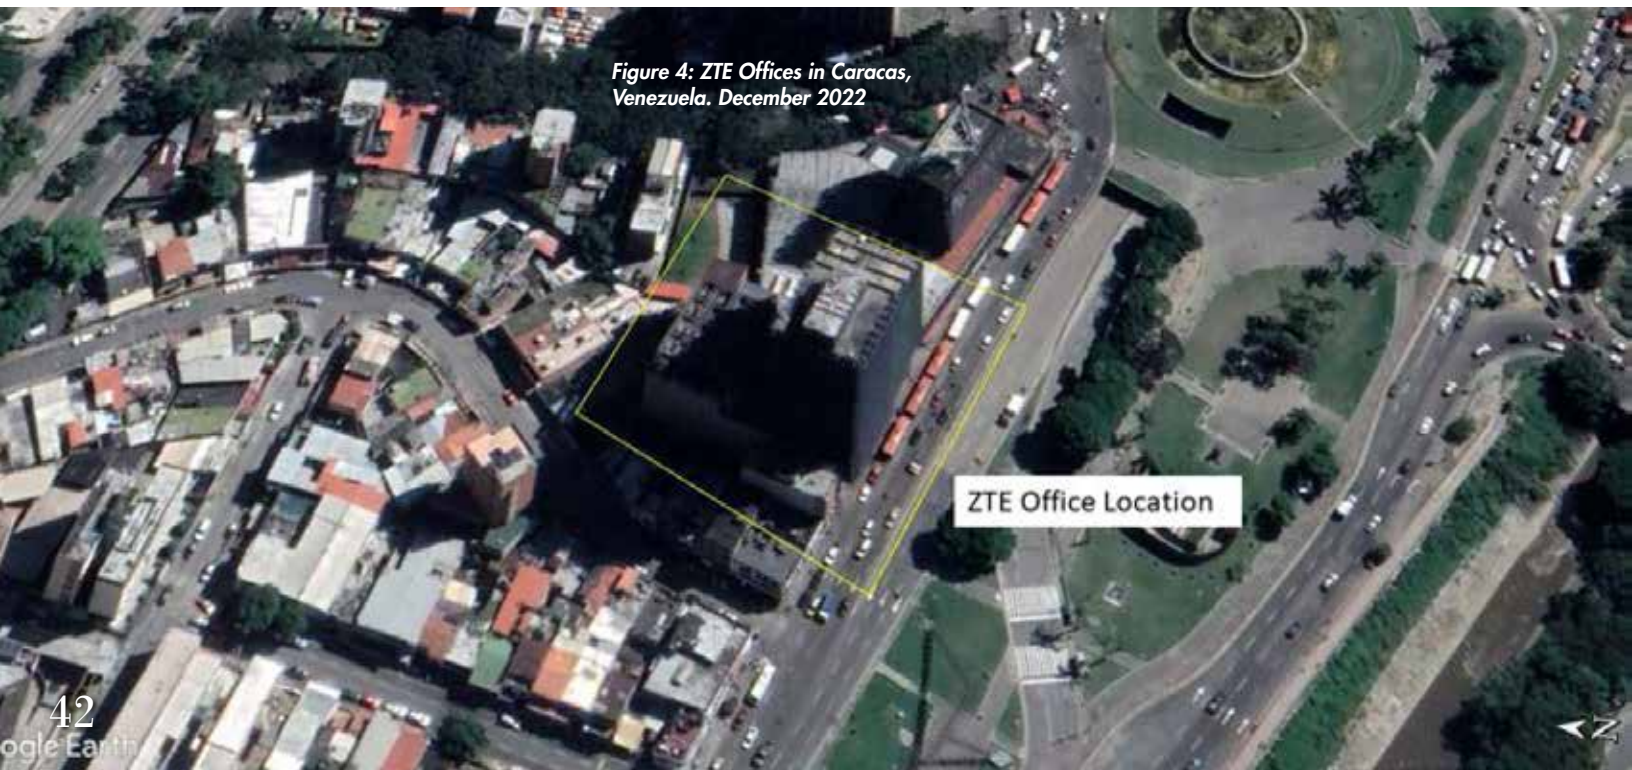 Figure 4: ZTE Offices in Caracas,
Venezuela. December 2022
ZTE Office Location
42
ogle Earth
N